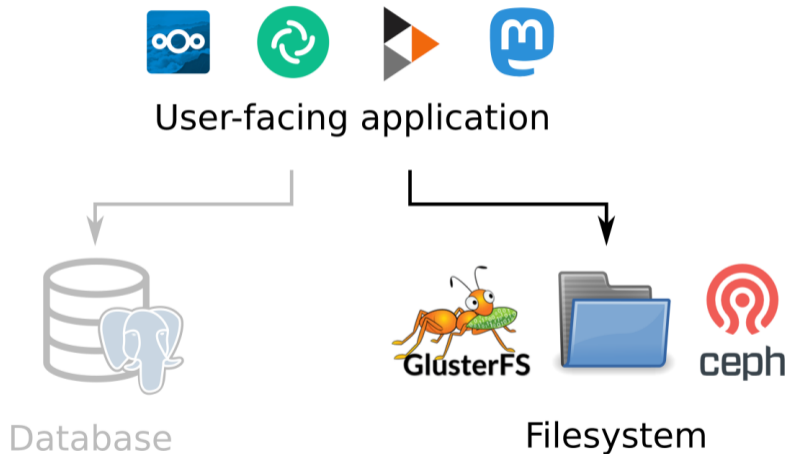 User-facing application
GlusterFS
ceph
Database
Filesystem